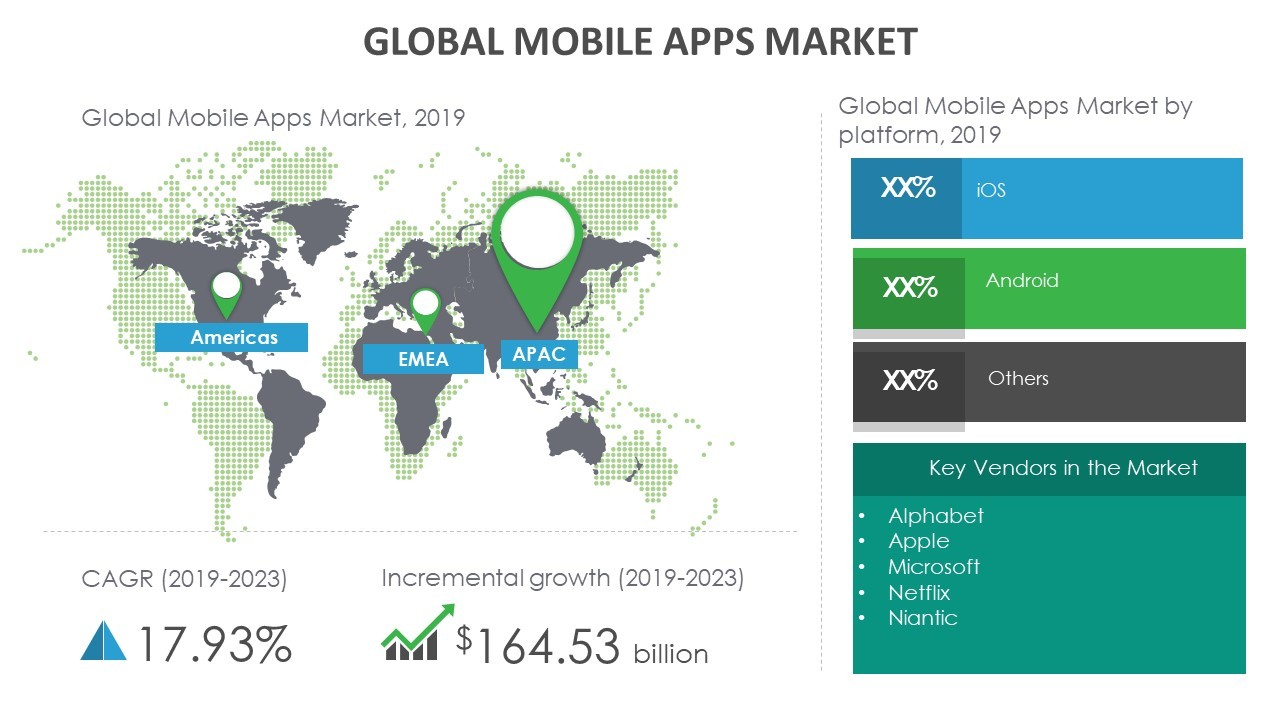 GLOBAL MOBILE APPS MARKET
Global Mobile Apps Market, 2019
Americas
EMEA
APAC
CAGR (2019-2023)
17.93%
Incremental growth (2019-2023)
$164.53 billion
Global Mobile Apps Market by
platform, 2019
XX% iOS
XX% Android
XX% Others
Key Vendors in the Market
• Alphabet
• Apple
• Microsoft
• Netflix
• Niantic